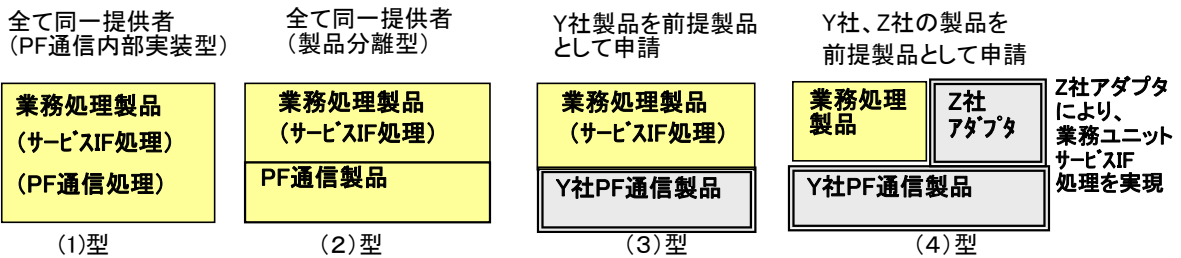 全て同一提供者
（PF通信内部実装型）
業務処理製品
（ｻｰﾋﾞｽIF処理）
（PF通信処理）
(1)型
全て同一提供者
（製品分離型）
業務処理製品
（ｻｰﾋﾞｽIF処理）
PF通信製品
（２）型
Y社製品を前提製品
として申請
業務処理製品
（ｻｰﾋﾞｽIF処理）
Y社PF通信製品
（３）型
Y社、Z社の製品を
前提製品として申請
業務処理
製品
Z社
ｱﾀﾞﾌﾟﾀ
Y社PF通信製品
Z社アダプタ
により、
業務ユニット
ｻｰﾋﾞｽIF
処理を実現
（４）型